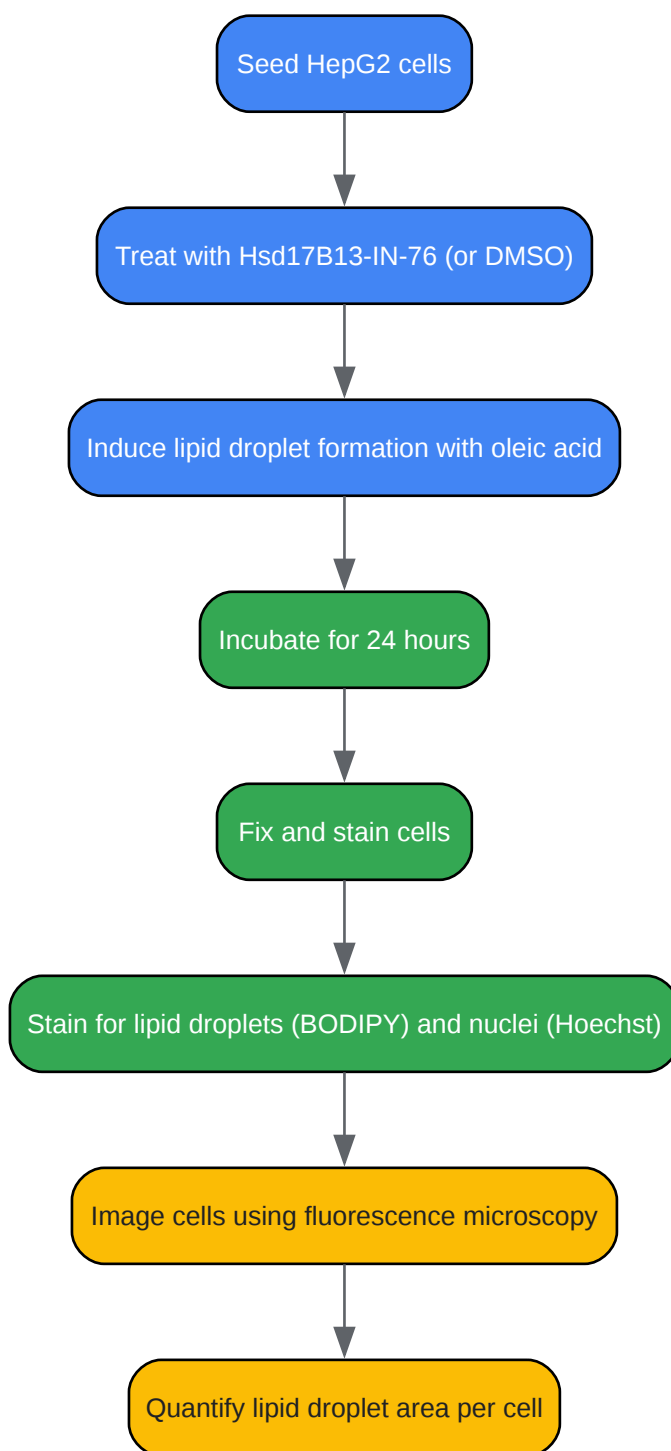 Seed HepG2 cells
Treat with Hsd17B13-IN-76 (or DMSO)
Induce lipid droplet formation with oleic acid
Incubate for 24 hours
Fix and stain cells
Stain for lipid droplets (BODIPY) and nuclei (Hoechst)
Image cells using fluorescence microscopy
Quantify lipid droplet area per cell